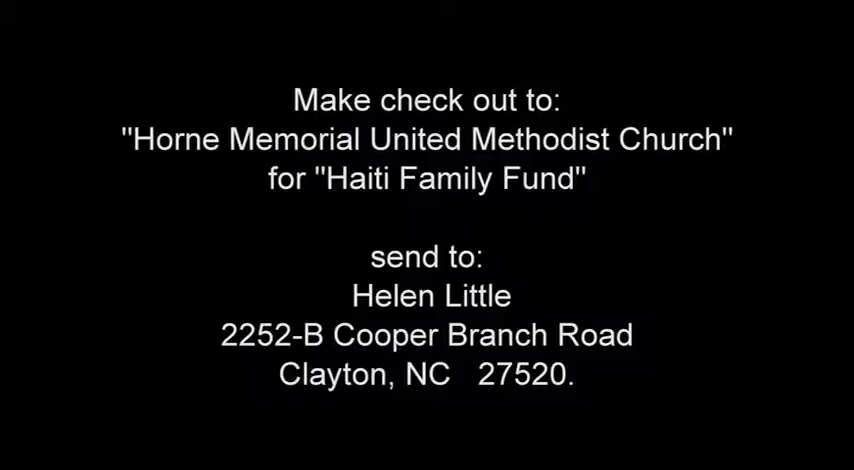 Make check out to:
"Horne Memorial United Methodist Church"
for "Haiti Family Fund"
send to:
Helen Little
2252-B Cooper Branch Road
Clayton, NC   27520.